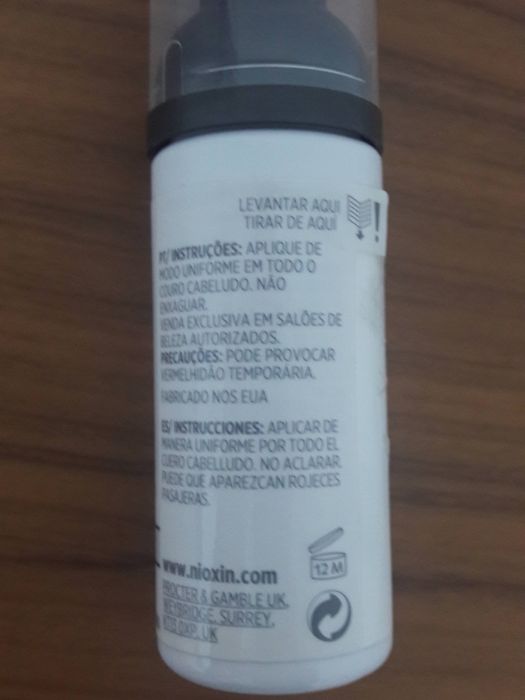 LEVANTAR AQUI
TIRAR DE AQUÍ
PT/ INSTRUÇÕES: APLIQUE DE
MODO UNIFORME EM TODO O
COURO CABELUDO. NÃO
ENXAGUAR.
VENDA EXCLUSIVA EM SALÕES DE
BELEZA AUTORIZADOS.
PRECAUÇÕES: PODE PROVOCAR
VERMELHIDÃO TEMPORÁRIA.
FABRICADO NOS EUA
ES/ INSTRUCCIONES: APLICAR DE
MANERA UNIFORME POR TODO EL
CUERO CABELLUDO. NO ACLARAR.
PUEDE QUE APAREZCAN ROJECES
PASAJERAS.
12 M
www.nioxin.com
PROCTER & GAMBLE UK,
WEYBRIDGE, SURREY,
KT13 0XP, UK